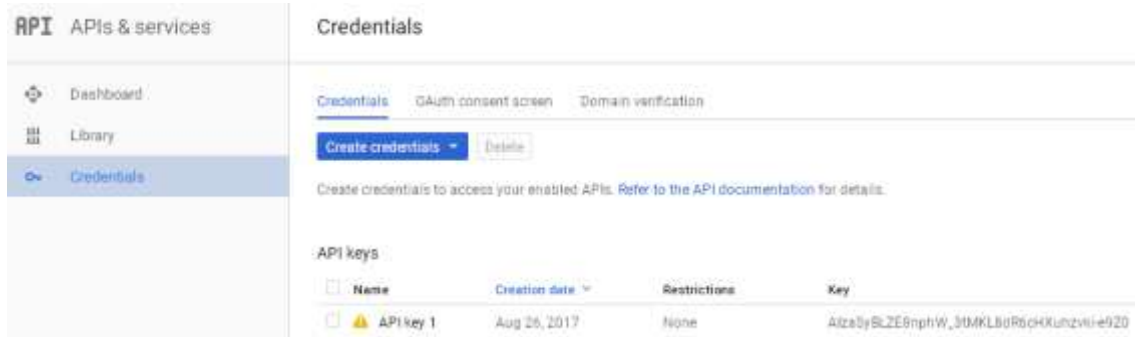 API APIs & services
Credentials
Dashboard
Library
Credentials
Credentials OAuth consent screen Domain verification
Create credentials Delete
Create credentials to access your enabled APIs. Refer to the API documentation for details.
API keys
Name Creation date Restrictions Key
API key 1 Aug 26, 2017 None